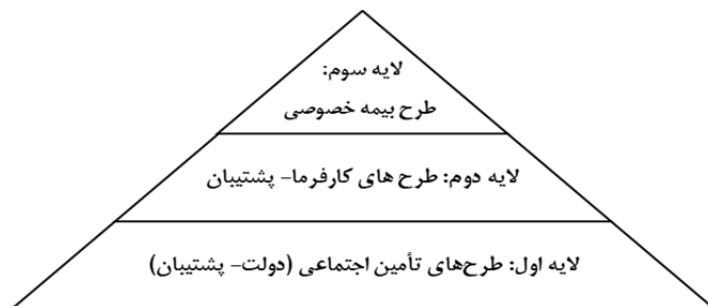 لایه سوم:
طرح بیمه خصوصی
لایه دوم: طرح های کارفرما- پشتیبان
لایه اول: طرح‌های تأمین اجتماعی (دولت- پشتیبان)